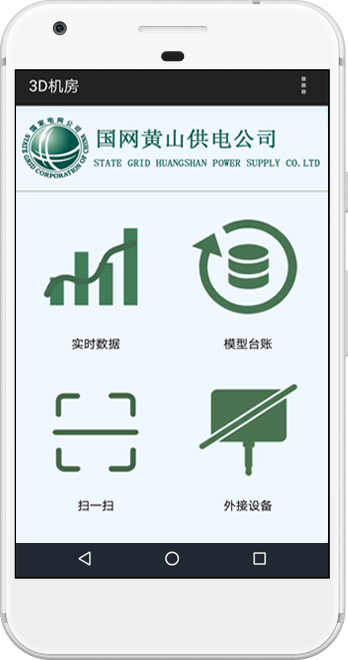 3D机房
国家电网公司
STATE GRID CORPORATION OF CHINA
国网黄山供电公司
STATE GRID HUANGSHAN POWER SUPPLY CO.LTD
实时数据
模型台账
扫一扫
外接设备